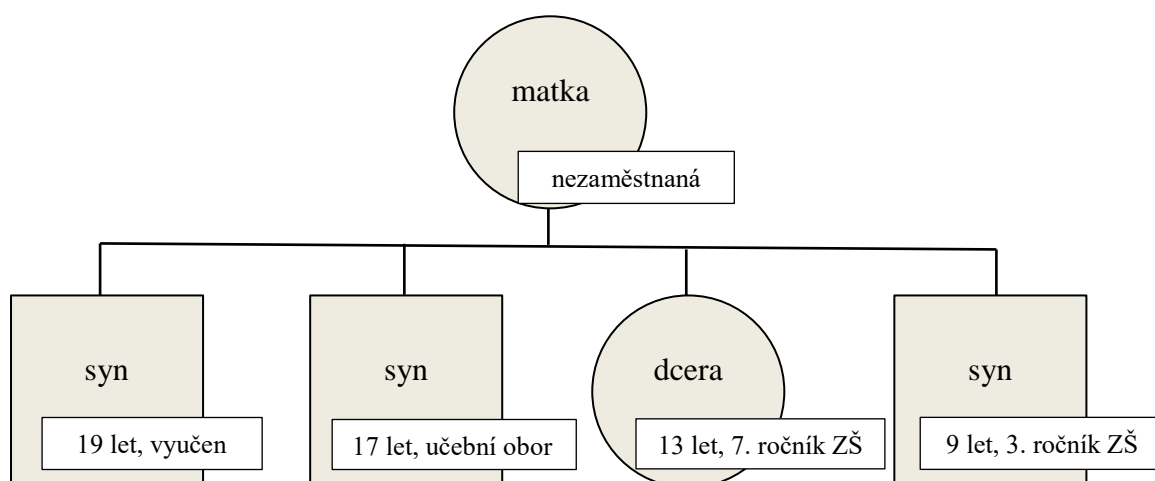 matka
nezaměstnaná
syn
syn
dcera
syn
19 let, vyučen
17 let, učební obor
13 let, 7. ročník ZŠ
9 let, 3. ročník ZŠ